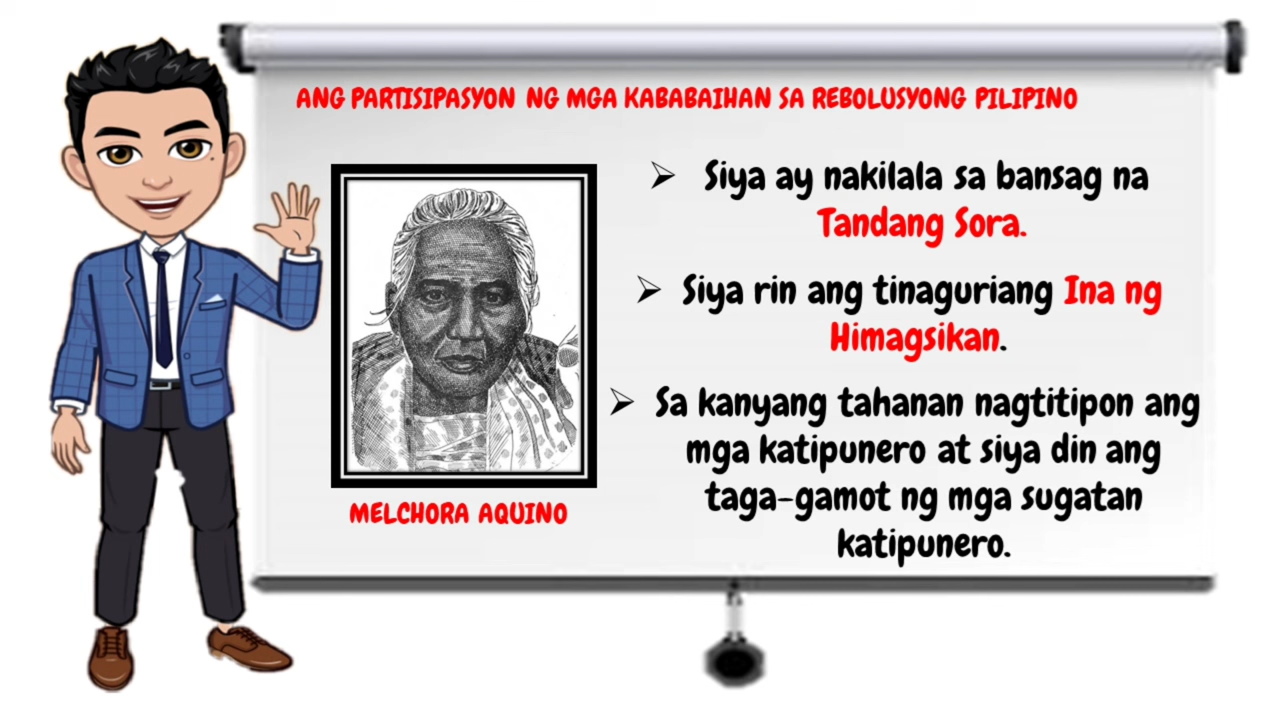 ANG PARTISIPASYON NG MGA KABABAIHAN SA REBOLUSYONG PILIPINO
Siya ay nakilala sa bansag na
Tandang Sora.
Siya rin ang tinaguriang Ina ng
Himagsikan.
Sa kanyang tahanan nagtitipon ang
mga katipunero at siya din ang
taga-gamot ng mga sugatan
katipunero.
MELCHORA AQUINO